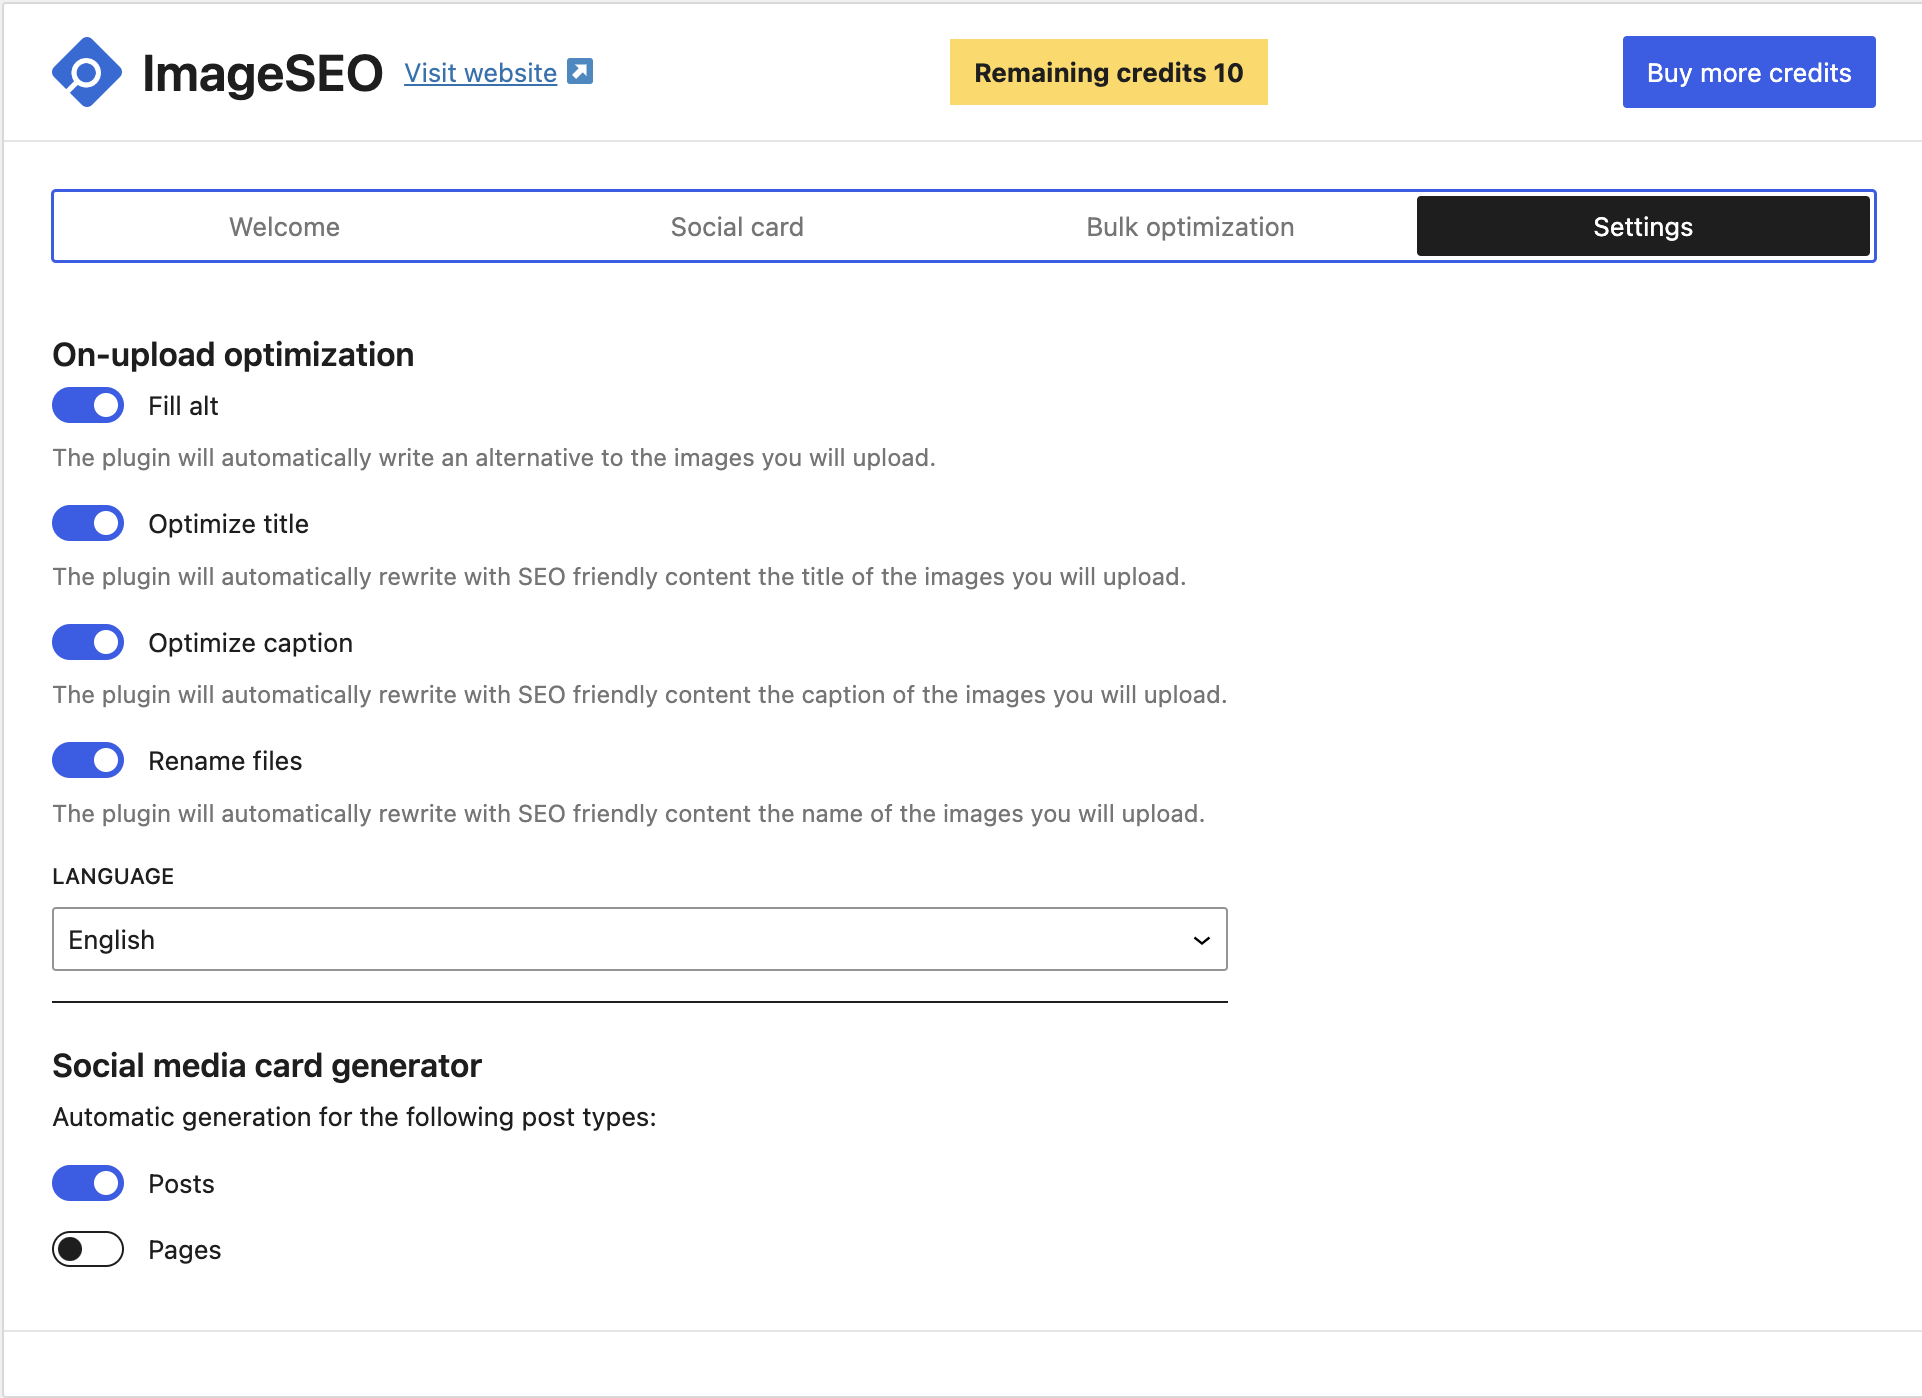 ImageSEO Visit website
Remaining credits 10
Buy more credits
Welcome
Social card
Bulk optimization
Settings
On-upload optimization
Fill alt
The plugin will automatically write an alternative to the images you will upload.
Optimize title
The plugin will automatically rewrite with SEO friendly content the title of the images you will upload.
Optimize caption
The plugin will automatically rewrite with SEO friendly content the caption of the images you will upload.
Rename files
The plugin will automatically rewrite with SEO friendly content the name of the images you will upload.
LANGUAGE
English
Social media card generator
Automatic generation for the following post types:
Posts
Pages